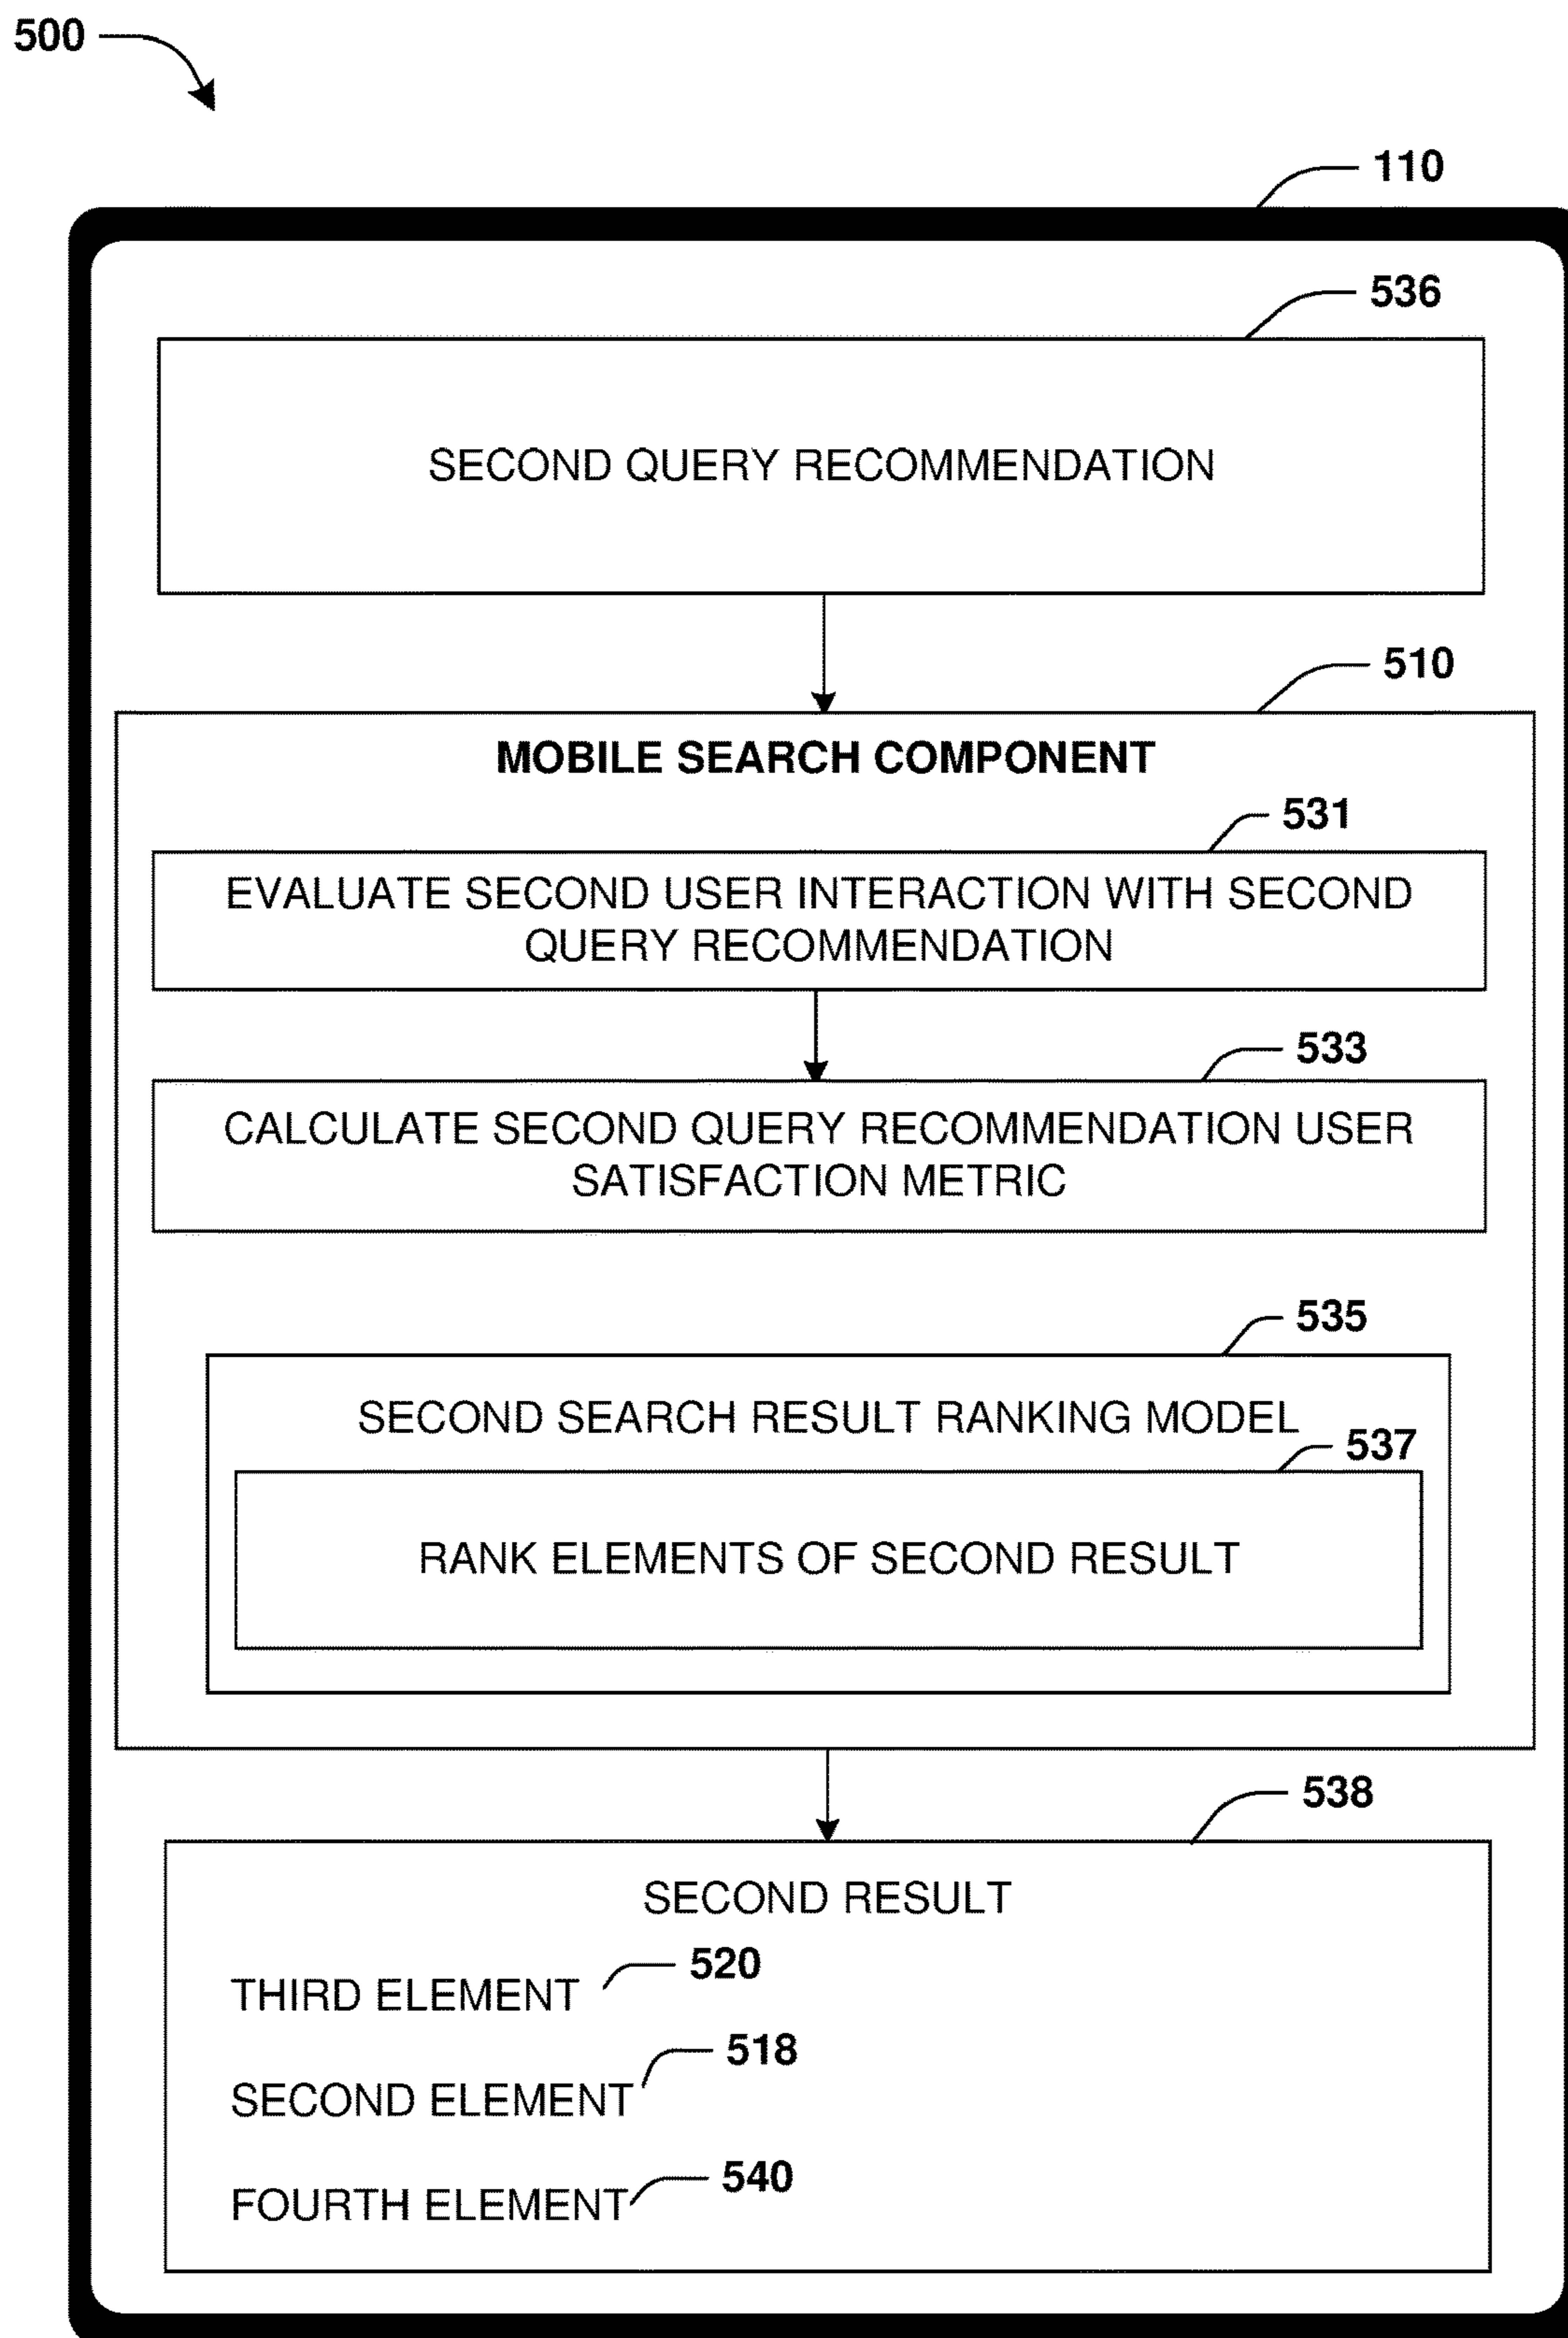 500
110
536
SECOND QUERY RECOMMENDATION
510
MOBILE SEARCH COMPONENT
531
EVALUATE SECOND USER INTERACTION WITH SECOND
QUERY RECOMMENDATION
533
CALCULATE SECOND QUERY RECOMMENDATION USER
SATISFACTION METRIC
535
SECOND SEARCH RESULT RANKING MODEL
537
RANK ELEMENTS OF SECOND RESULT
538
SECOND RESULT
THIRD ELEMENT 520
SECOND ELEMENT 518
FOURTH ELEMENT 540